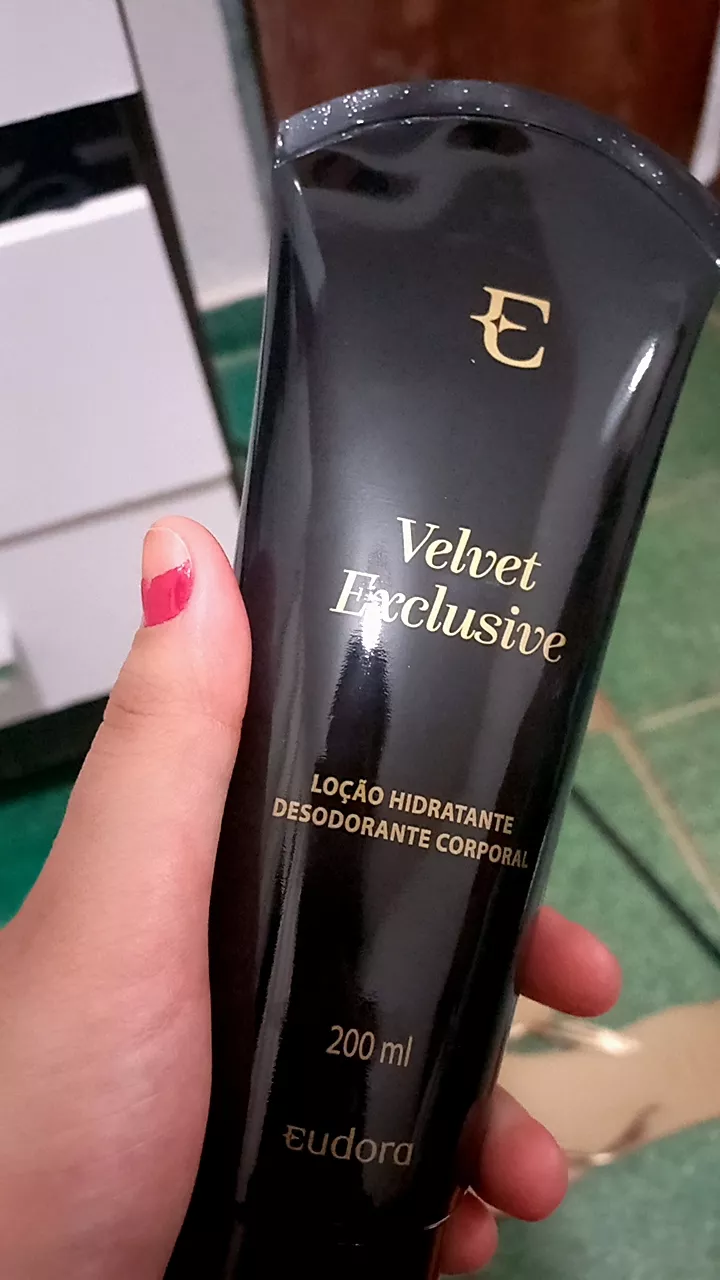 E
Velvet
Exclusive
LOÇÃO HIDRATANTE
DESODORANTE CORPORAL
200 ml
eudora